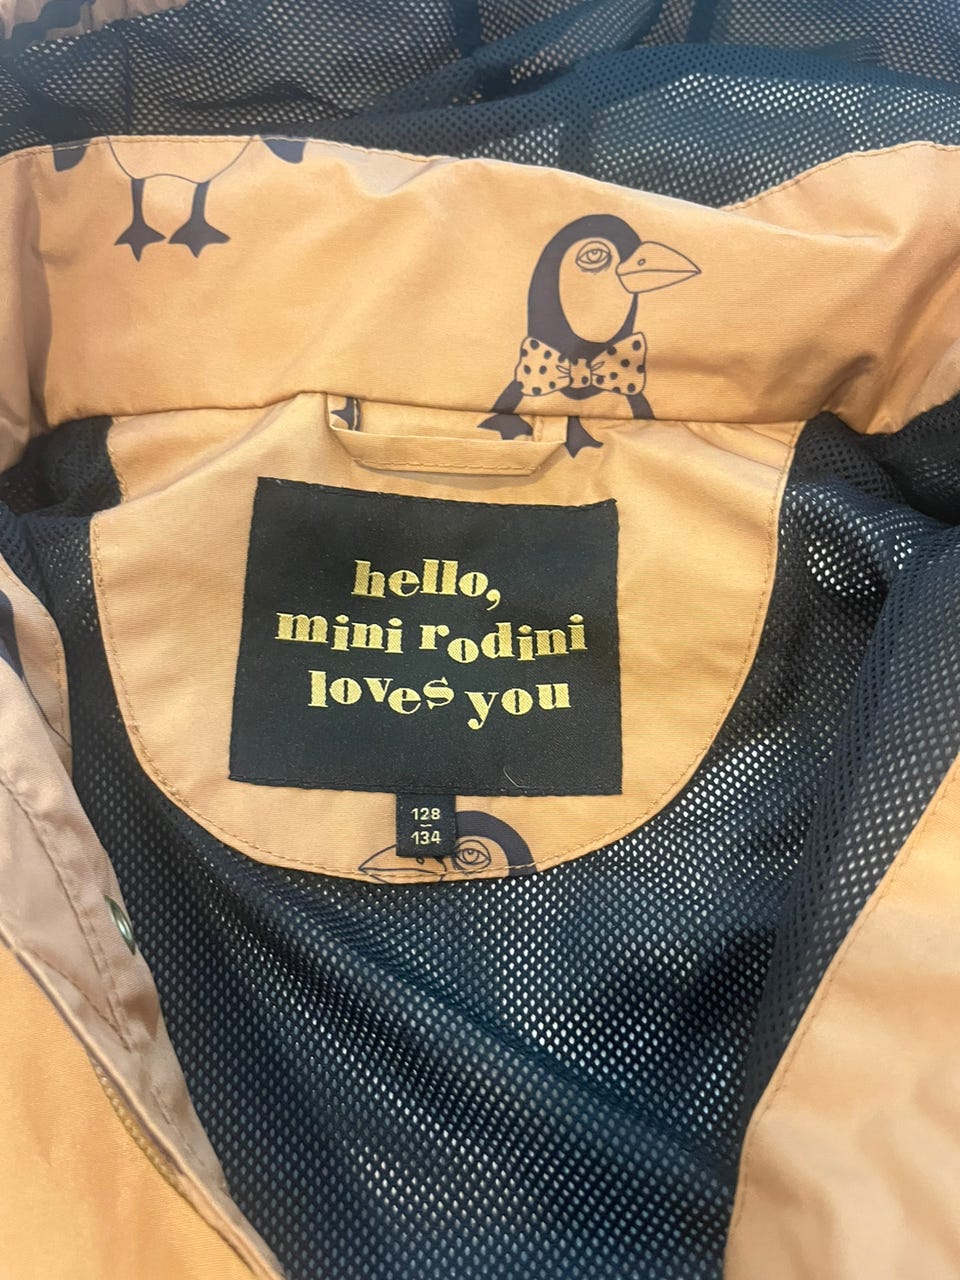 hello,
mini rodini
loves you
128
134